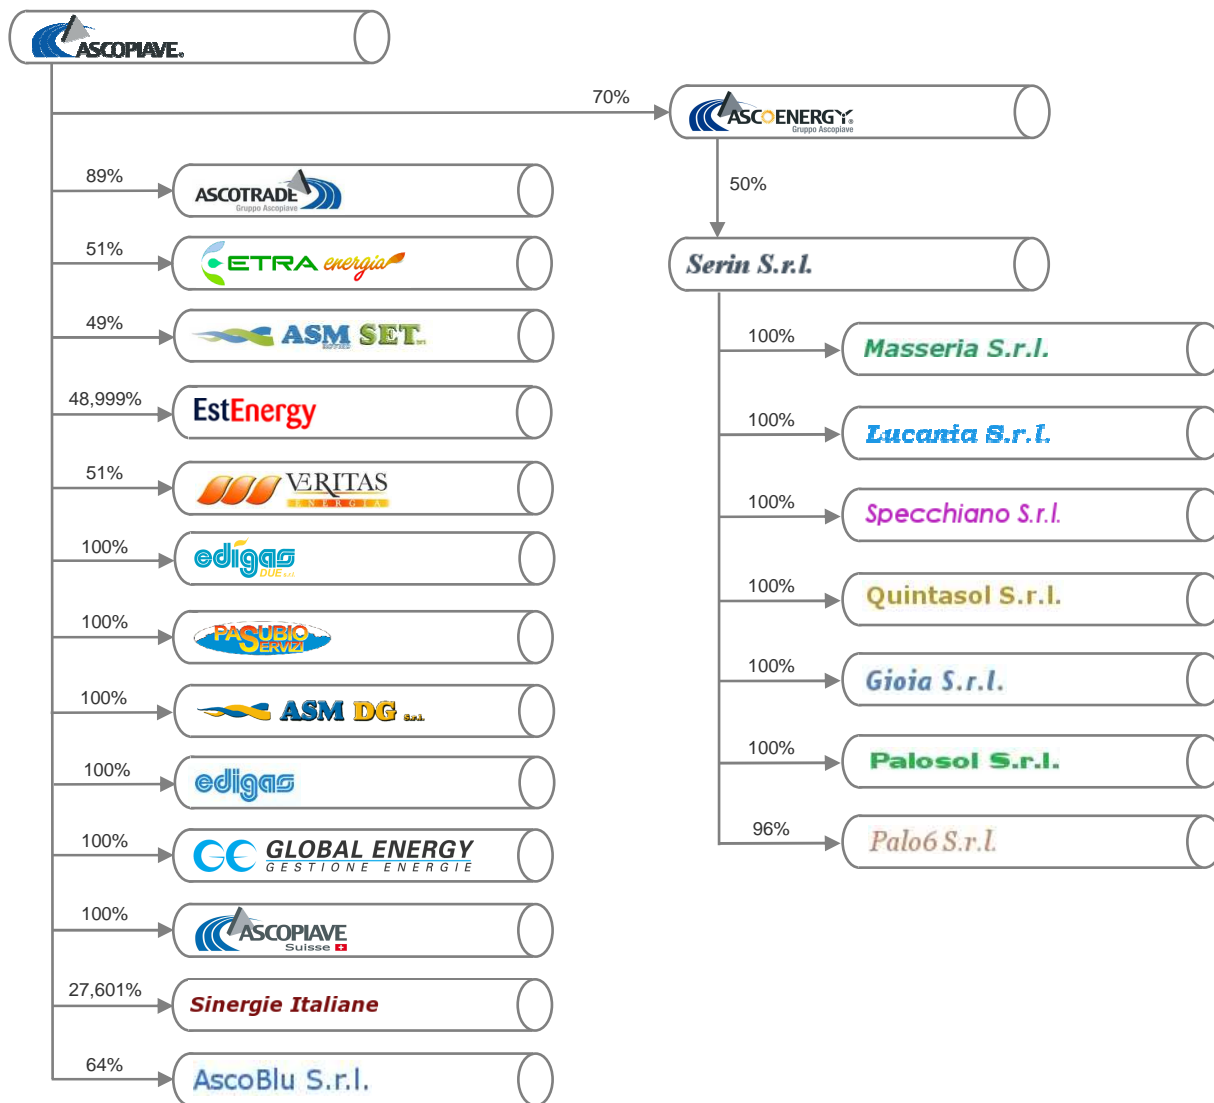 ASCOPIAVE®
70%
ASCOENERGY®
Gruppo Ascopiave
50%
89%
ASCOTRADE
Gruppo Ascopiave
51%
ETRA energia
49%
ASM SET
48,999%
EstEnergy
51%
VERITAS
ENERGIA
100%
edigas
DUE s.r.l.
100%
PASUBIO
SERVIZI
100%
ASM DG S.r.l.
100%
edigas
100%
GE GLOBAL ENERGY
GESTIONE ENERGIE
100%
ASCOPIAVE
Suisse
27,601%
Sinergie Italiane
64%
AscoBlu S.r.l.
Serin S.r.l.
100%
Masseria S.r.l.
100%
Lucania S.r.l.
100%
Specchiano S.r.l.
100%
Quintasol S.r.l.
100%
Gioia S.r.l.
100%
Palosol S.r.l.
96%
Palo6 S.r.l.